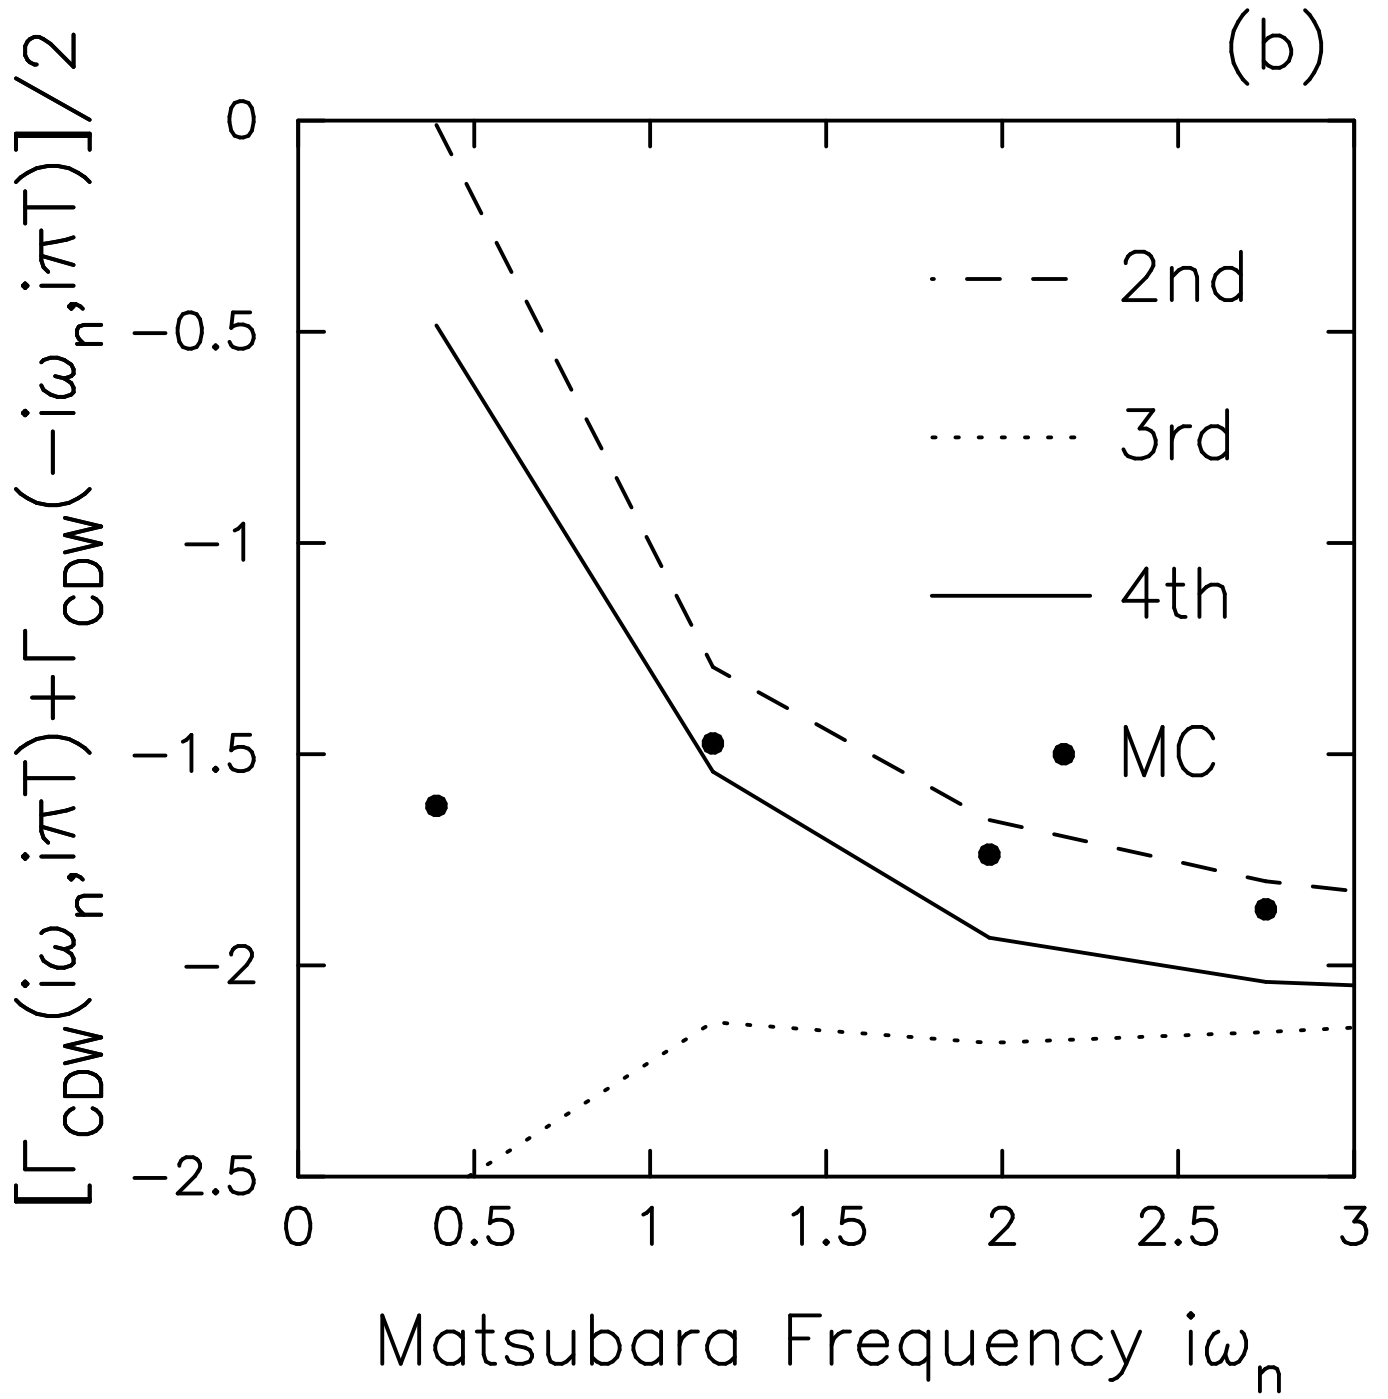 (b)
[Γ_CDW(iω_n,iπT)+Γ_CDW(-iω_n,iπT)]/2
0
-0.5
-1
-1.5
-2
-2.5
2nd
3rd
4th
MC
0 0.5 1 1.5 2 2.5 3
Matsubara Frequency iω_n